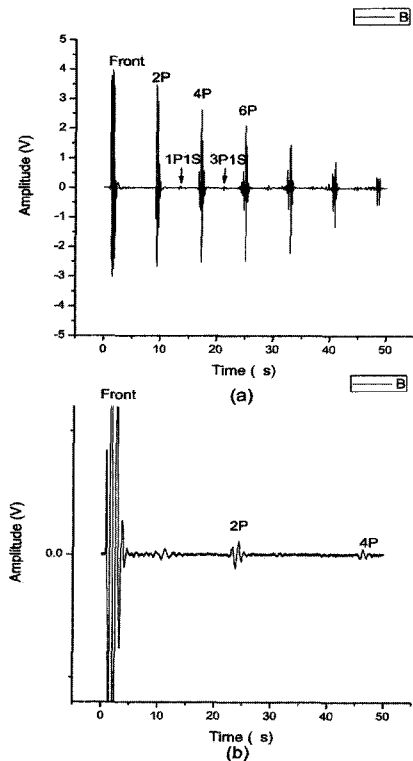 B
Front
2P
4P
6P
1P1S 3P1S
5
4
3
2
1
0
-1
-2
-3
-4
-5
Amplitude (V)
0 10 20 30 40 50
Time ( s)
(a)
B
Front
2P
4P
0.0
Amplitude (V)
0 10 20 30 40 50
Time ( s)
(b)